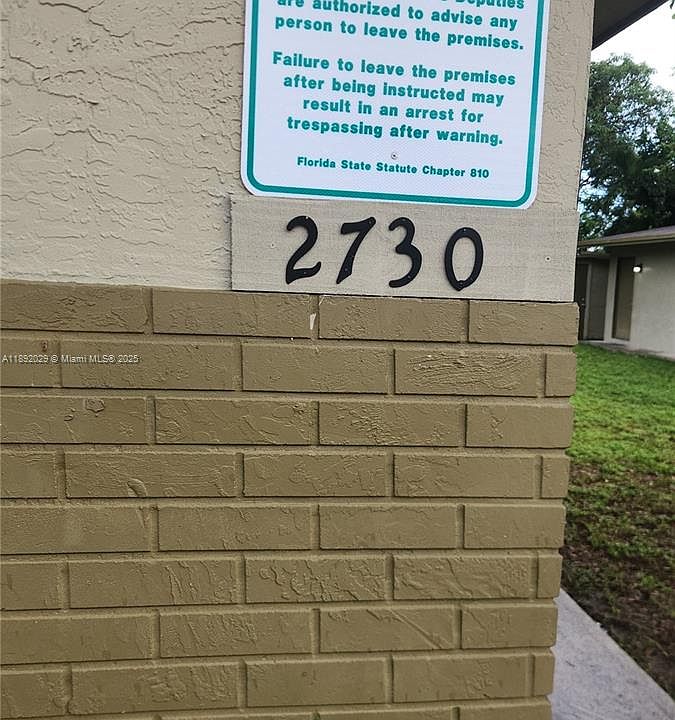 Deputies
are authorized to advise any
person to leave the premises.
Failure to leave the premises
after being instructed may
result in an arrest for
trespassing after warning.
Florida State Statute Chapter 810
2730
A11892029 Miami MLS® 2025